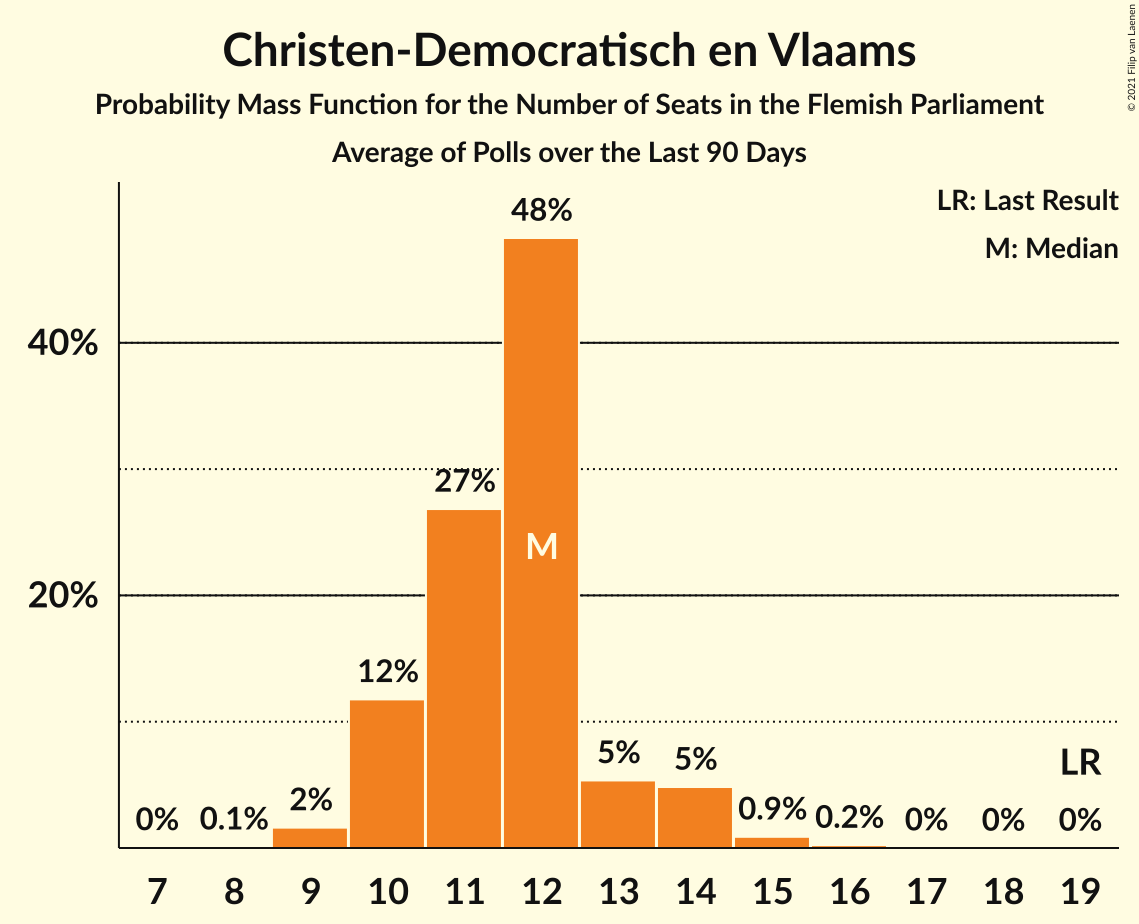 Christen-Democratisch en Vlaams
Probability Mass Function for the Number of Seats in the Flemish Parliament
Average of Polls over the Last 90 Days
© 2021 Filip van Laenen
LR: Last Result
M: Median
40%
20%
0%
0.1%
2%
12%
27%
48%
M
5%
5%
0.9%
0.2%
0%
0%
LR
0%
7 8 9 10 11 12 13 14 15 16 17 18 19